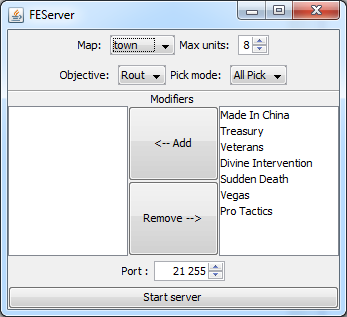 FEServer
Map: town Max units: 8
Objective: Rout Pick mode: All Pick
Modifiers
Made In China
Treasury
Veterans
Divine Intervention
Sudden Death
Vegas
Pro Tactics
<-- Add
Remove -->
Port : 21 255
Start server